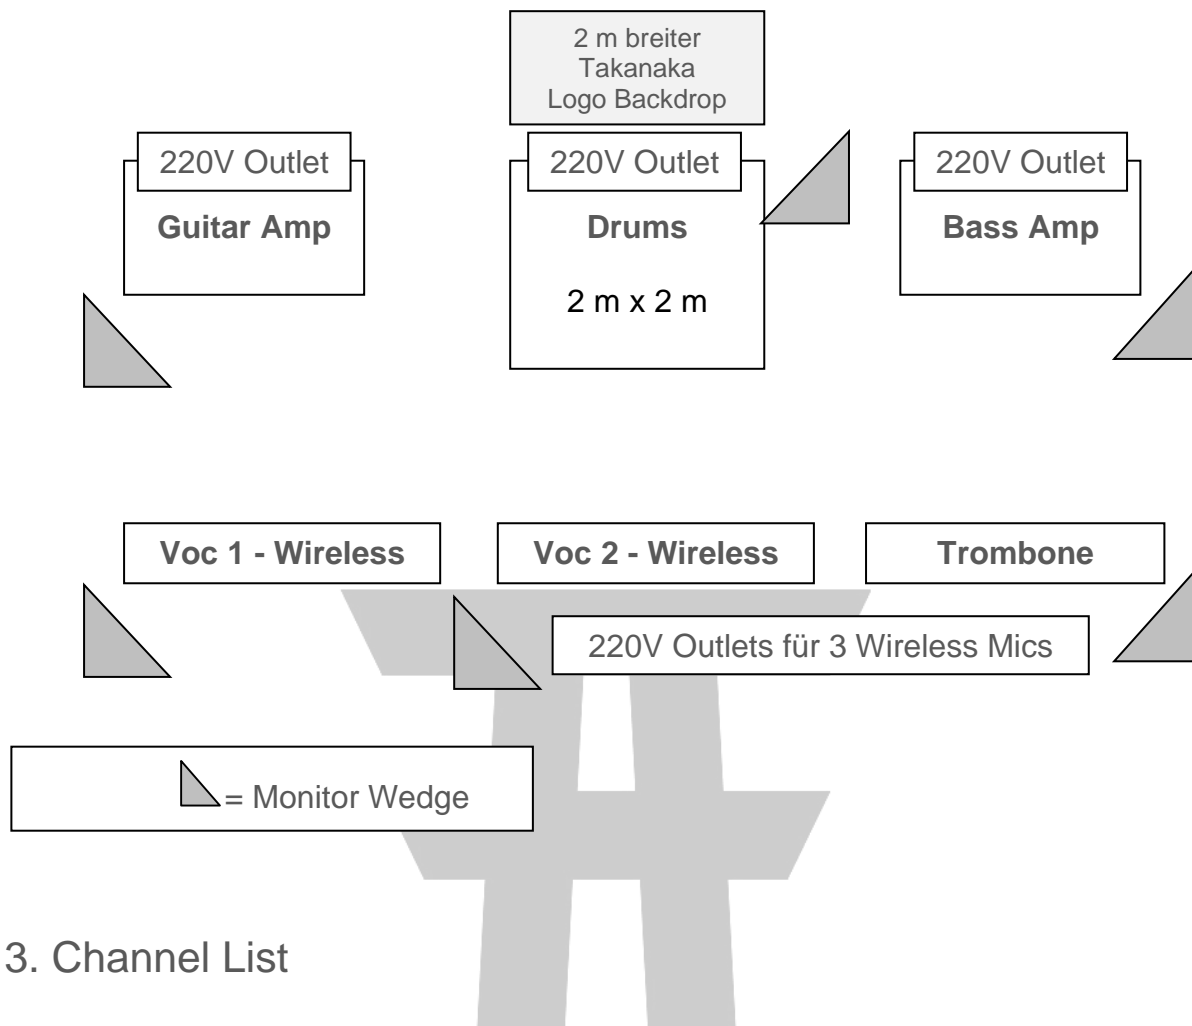 2 m breiter
Takanaka
Logo Backdrop
220V Outlet
220V Outlet
220V Outlet
Guitar Amp
Drums
Bass Amp
2 m x 2 m
Voc 1 - Wireless
Voc 2 - Wireless
Trombone
220V Outlets für 3 Wireless Mics
= Monitor Wedge
3. Channel List